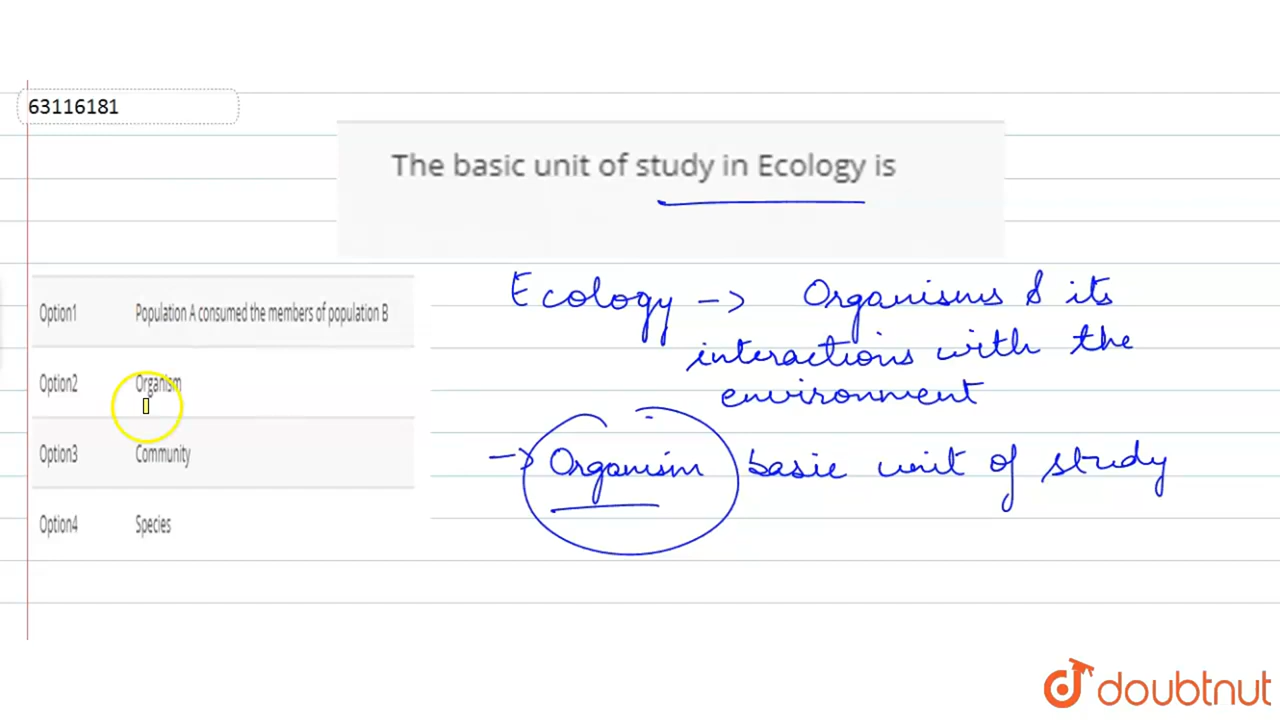 63116181
The basic unit of study in Ecology is
Option1 Population A consumed the members of population B
Option2 Organism
Option3 Community
Option4 Species
Ecology -> Organisms & its
interactions with the
environment
-> Organism basic unit of study
doubtnut